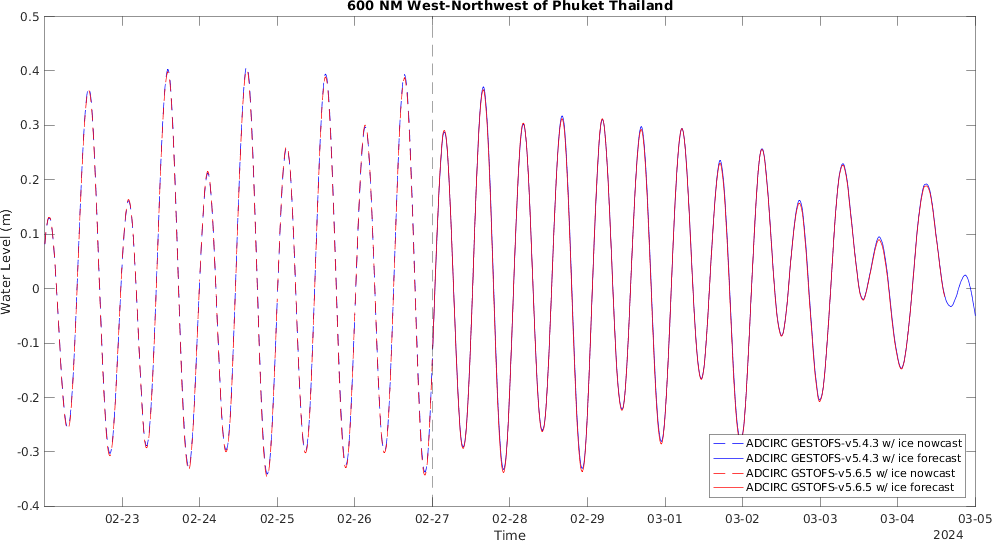 600 NM West-Northwest of Phuket Thailand
0.5
0.4
0.3
0.2
0.1
0
-0.1
-0.2
-0.3
-0.4
Water Level (m)
ADCIRC GESTOFS-v5.4.3 w/ ice nowcast
ADCIRC GESTOFS-v5.4.3 w/ ice forecast
ADCIRC GSTOFS-v5.6.5 w/ ice nowcast
ADCIRC GSTOFS-v5.6.5 w/ ice forecast
02-23 02-24 02-25 02-26 02-27 02-28 02-29 03-01 03-02 03-03 03-04 03-05
Time
2024